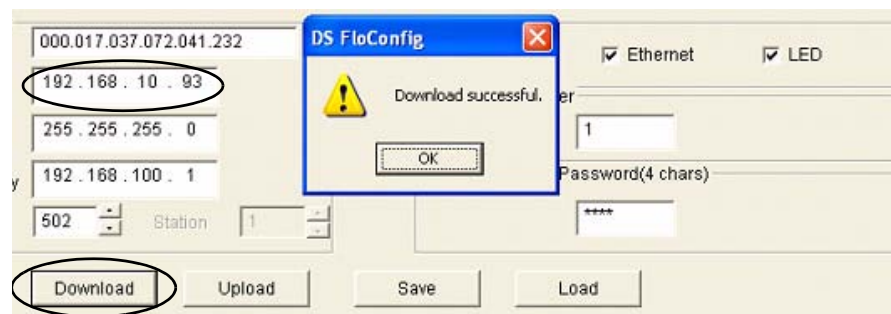 000.017.037.072.041.232
192 . 168 . 10 . 93
255 . 255 . 255 . 0
y 192 . 168 . 100 . 1
502 Station 1
DS FloConfig
Download successful.
OK
Ethernet LED
er
1
Password(4 chars)
****
Download Upload Save Load